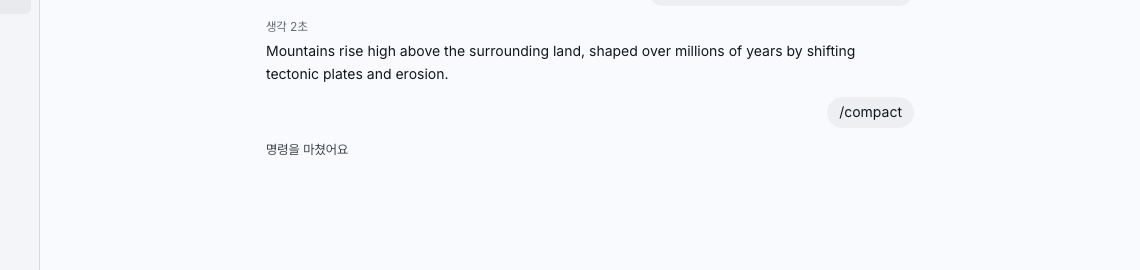 생각 2초
Mountains rise high above the surrounding land, shaped over millions of years by shifting
tectonic plates and erosion.
/compact
명령을 마쳤어요